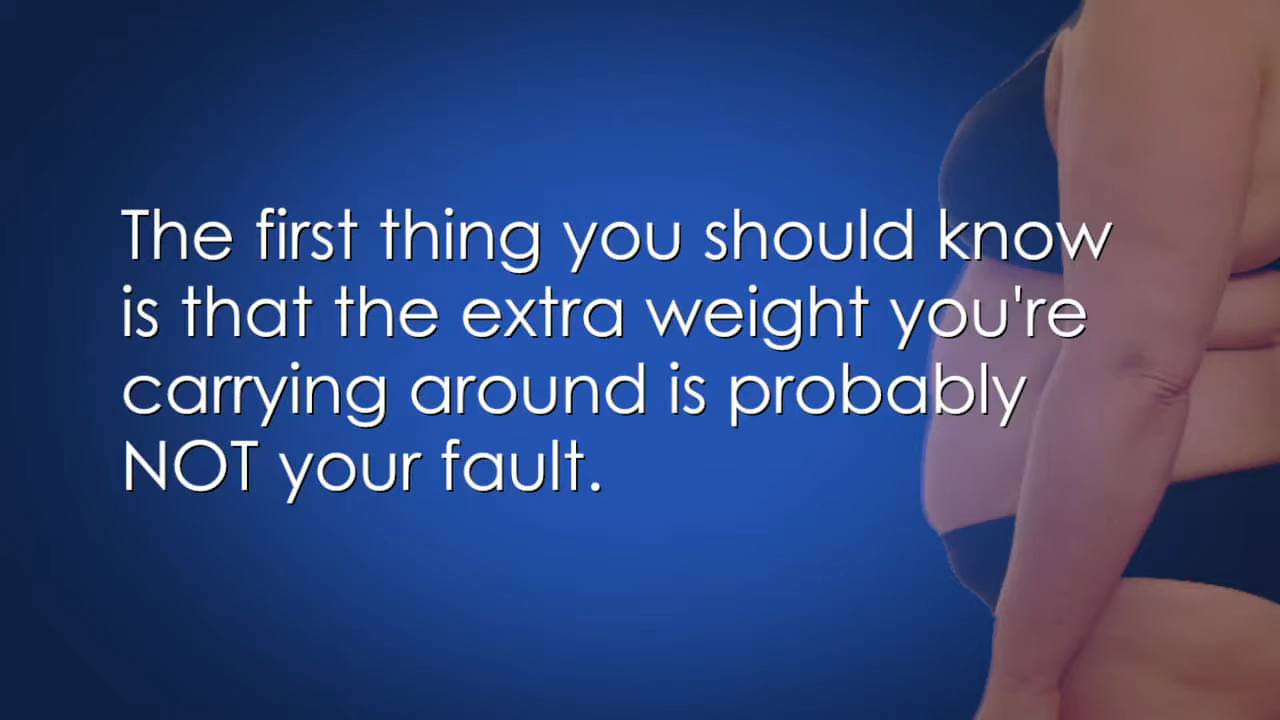 The first thing you should know
is that the extra weight you're
carrying around is probably
NOT your fault.